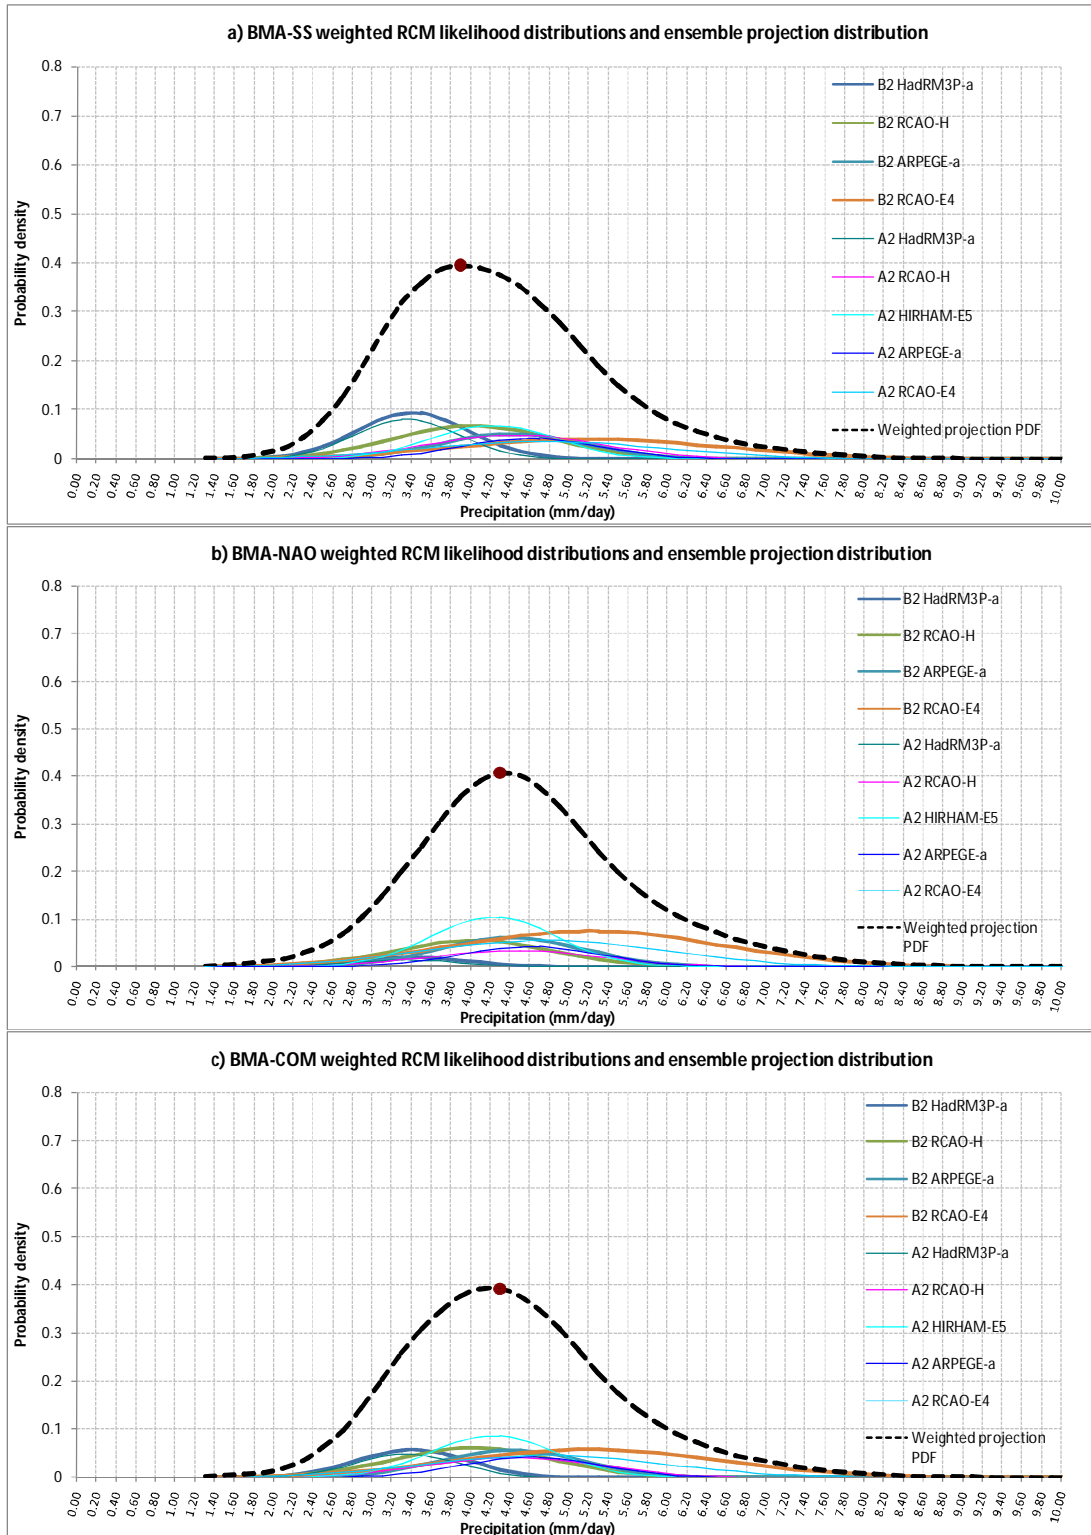 a) BMA-SS weighted RCM likelihood distributions and ensemble projection distribution
0.8
0.7
0.6
0.5
0.4
0.3
0.2
0.1
0
Probability density
B2 HadRM3P-a
B2 RCAO-H
B2 ARPEGE-a
B2 RCAO-E4
A2 HadRM3P-a
A2 RCAO-H
A2 HIRHAM-E5
A2 ARPEGE-a
A2 RCAO-E4
Weighted projection PDF
0.00 0.20 0.40 0.60 0.80 1.00 1.20 1.40 1.60 1.80 2.00 2.20 2.40 2.60 2.80 3.00 3.20 3.40 3.60 3.80 4.00 4.20 4.40 4.60 4.80 5.00 5.20 5.40 5.60 5.80 6.00 6.20 6.40 6.60 6.80 7.00 7.20 7.40 7.60 7.80 8.00 8.20 8.40 8.60 8.80 9.00 9.20 9.40 9.60 9.80 10.00
Precipitation (mm/day)
b) BMA-NAO weighted RCM likelihood distributions and ensemble projection distribution
0.8
0.7
0.6
0.5
0.4
0.3
0.2
0.1
0
Probability density
B2 HadRM3P-a
B2 RCAO-H
B2 ARPEGE-a
B2 RCAO-E4
A2 HadRM3P-a
A2 RCAO-H
A2 HIRHAM-E5
A2 ARPEGE-a
A2 RCAO-E4
Weighted projection
PDF
0.00 0.20 0.40 0.60 0.80 1.00 1.20 1.40 1.60 1.80 2.00 2.20 2.40 2.60 2.80 3.00 3.20 3.40 3.60 3.80 4.00 4.20 4.40 4.60 4.80 5.00 5.20 5.40 5.60 5.80 6.00 6.20 6.40 6.60 6.80 7.00 7.20 7.40 7.60 7.80 8.00 8.20 8.40 8.60 8.80 9.00 9.20 9.40 9.60 9.80 10.00
Precipitation (mm/day)
c) BMA-COM weighted RCM likelihood distributions and ensemble projection distribution
0.8
0.7
0.6
0.5
0.4
0.3
0.2
0.1
0
Probability density
B2 HadRM3P-a
B2 RCAO-H
B2 ARPEGE-a
B2 RCAO-E4
A2 HadRM3P-a
A2 RCAO-H
A2 HIRHAM-E5
A2 ARPEGE-a
A2 RCAO-E4
Weighted projection
PDF
0.00 0.20 0.40 0.60 0.80 1.00 1.20 1.40 1.60 1.80 2.00 2.20 2.40 2.60 2.80 3.00 3.20 3.40 3.60 3.80 4.00 4.20 4.40 4.60 4.80 5.00 5.20 5.40 5.60 5.80 6.00 6.20 6.40 6.60 6.80 7.00 7.20 7.40 7.60 7.80 8.00 8.20 8.40 8.60 8.80 9.00 9.20 9.40 9.60 9.80 10.00
Precipitation (mm/day)